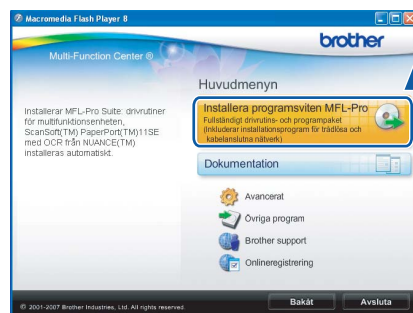 Macromedia Flash Player 8
brother
Multi-Function Center ®
Huvudmenyn
Installerar MFL-Pro Suite: drivrutiner
för multifunktionsenheten,
ScanSoft(TM) PaperPort(TM)11SE
med OCR från NUANCE(TM)
installeras automatiskt.
Installera programsviten MFL-Pro
Fullständigt drivrutins- och programpaket
(inkluderar installationsprogram för trådlösa och
kabelanslutna nätverk)
Dokumentation
Avancerat
Övriga program
Brother support
Onlineregistrering
© 2001-2007 Brother Industries, Ltd. All rights reserved.
Bakåt
Avsluta